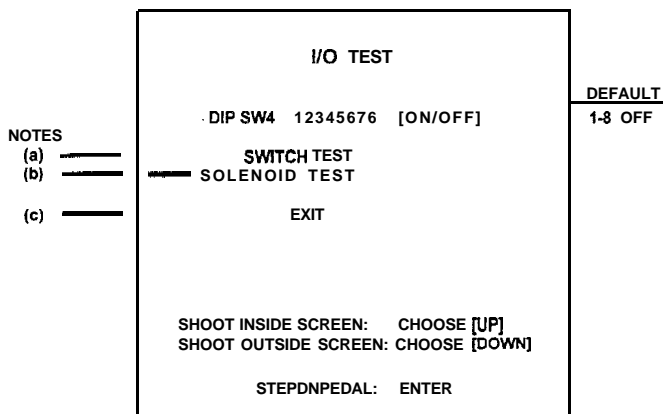 I/O TEST
DEFAULT
DIP SW4 12345676 [ON/OFF]
1-8 OFF
NOTES
(a) SWITCH TEST
(b) SOLENOID TEST
(c) EXIT
SHOOT INSIDE SCREEN: CHOOSE [UP]
SHOOT OUTSIDE SCREEN: CHOOSE [DOWN]
STEPDNPEDAL: ENTER